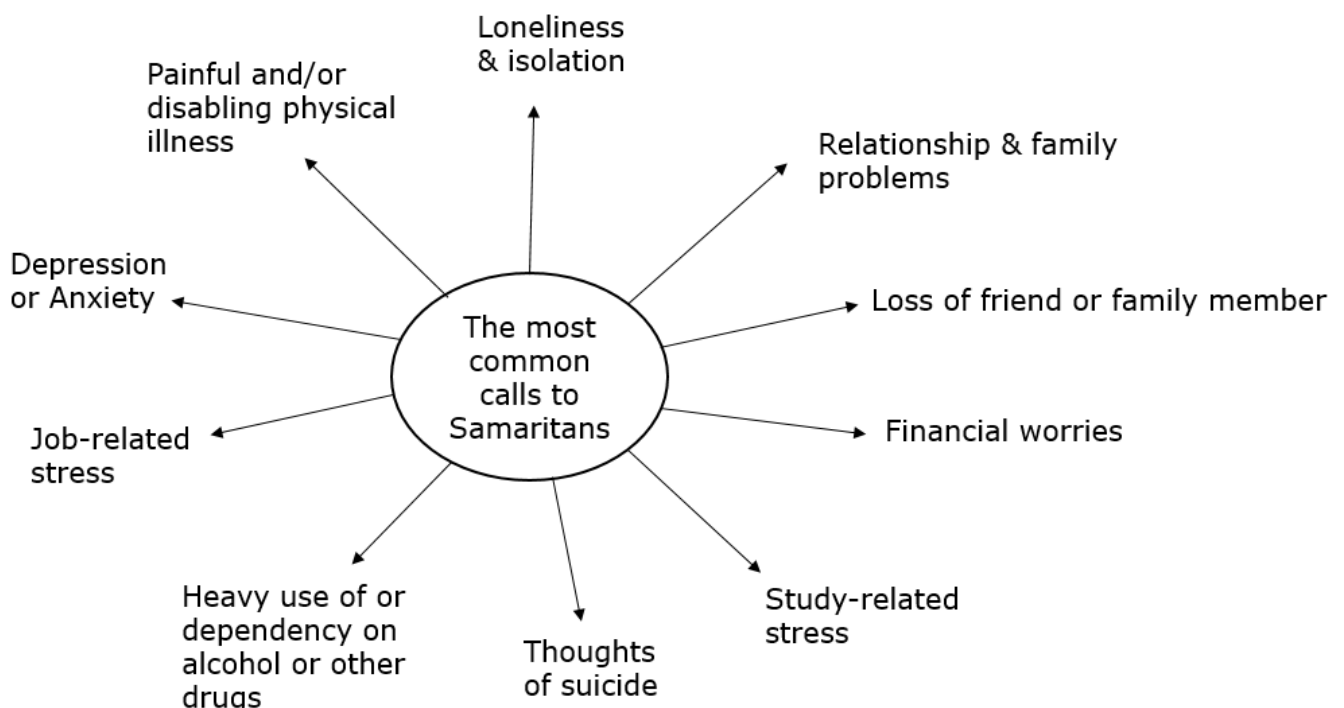 Loneliness
& isolation
Painful and/or
disabling physical
illness
Relationship & family
problems
Depression
or Anxiety
Loss of friend or family member
The most
common
calls to
Samaritans
Job-related
stress
Financial worries
Heavy use of or
dependency on
alcohol or other
drugs
Thoughts
of suicide
Study-related
stress